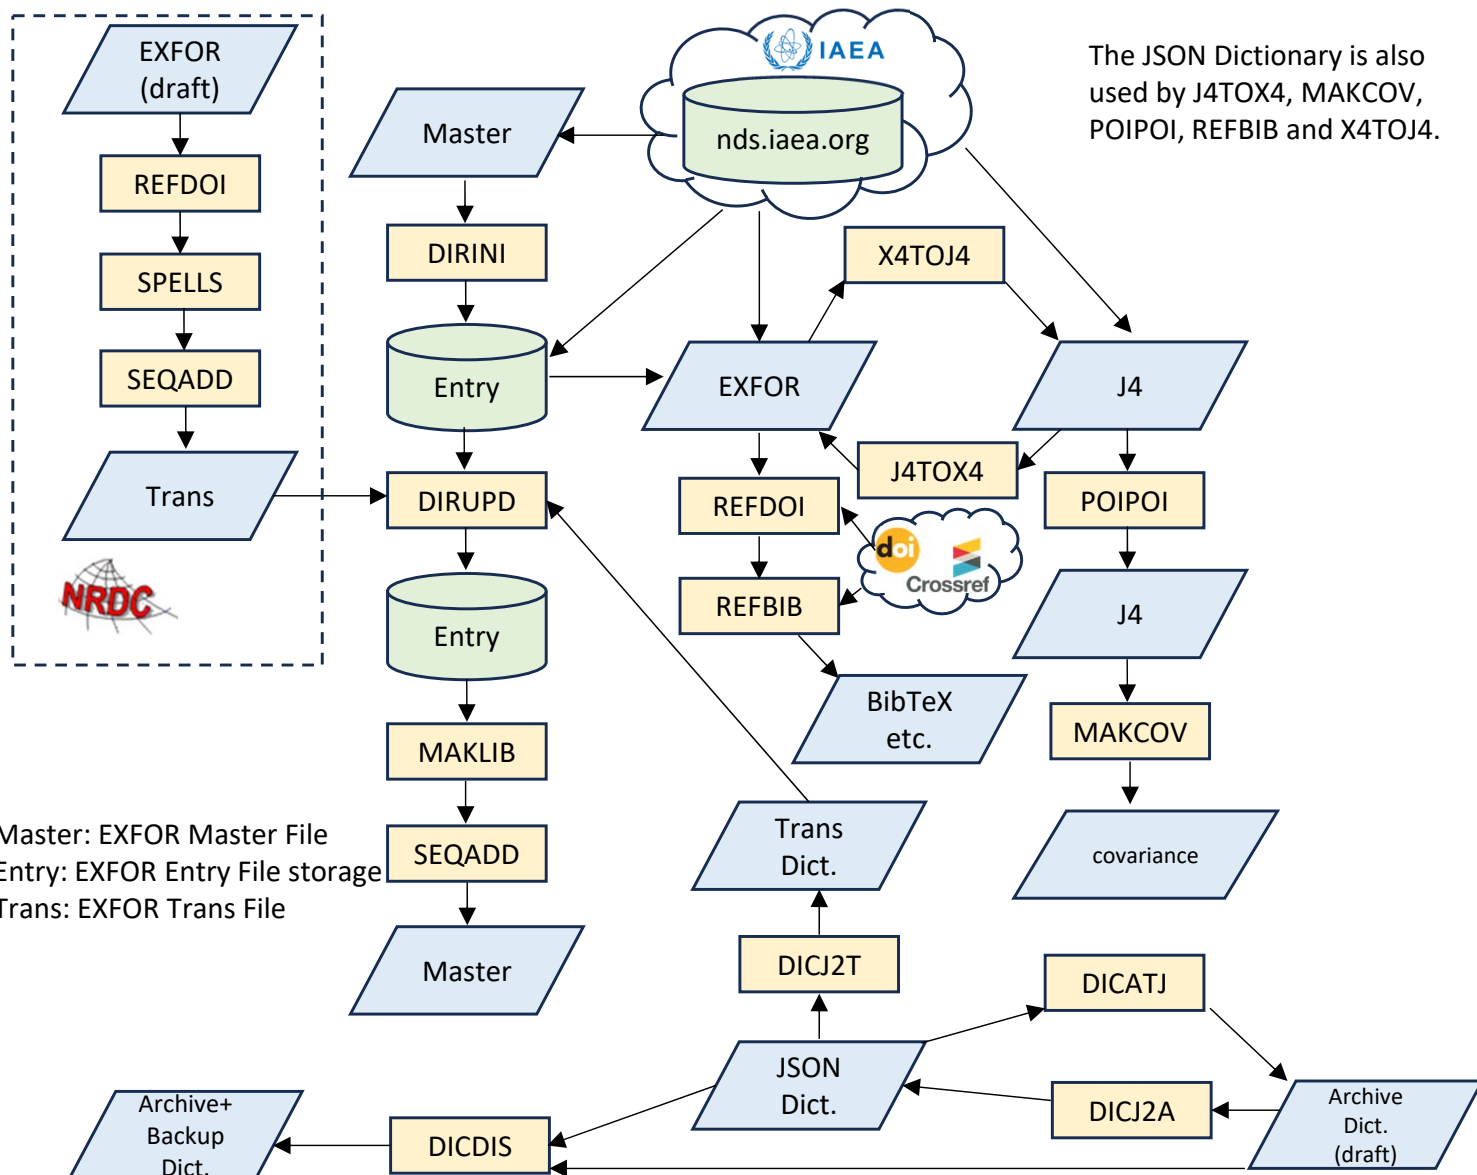 EXFOR
(draft)
REFDOI
SPELLS
SEQADD
Trans
NRDC
Master
DIRINI
Entry
DIRUPD
Entry
MAKLIB
SEQADD
Master
IAEA
nds.iaea.org
The JSON Dictionary is also
used by J4TOX4, MAKCOV,
POIPOI, REFBIB and X4TOJ4.
X4TOJ4
EXFOR
J4
J4TOX4
REFDOI
doi
Crossref
REFBIB
BibTeX
etc.
POIPOI
J4
MAKCOV
covariance
Master: EXFOR Master File
Entry: EXFOR Entry File storage
Trans: EXFOR Trans File
Trans
Dict.
DICJ2T
JSON
Dict.
DICATJ
DICJ2A
Archive
Dict.
(draft)
DICDIS
Archive+
Backup
Dict.